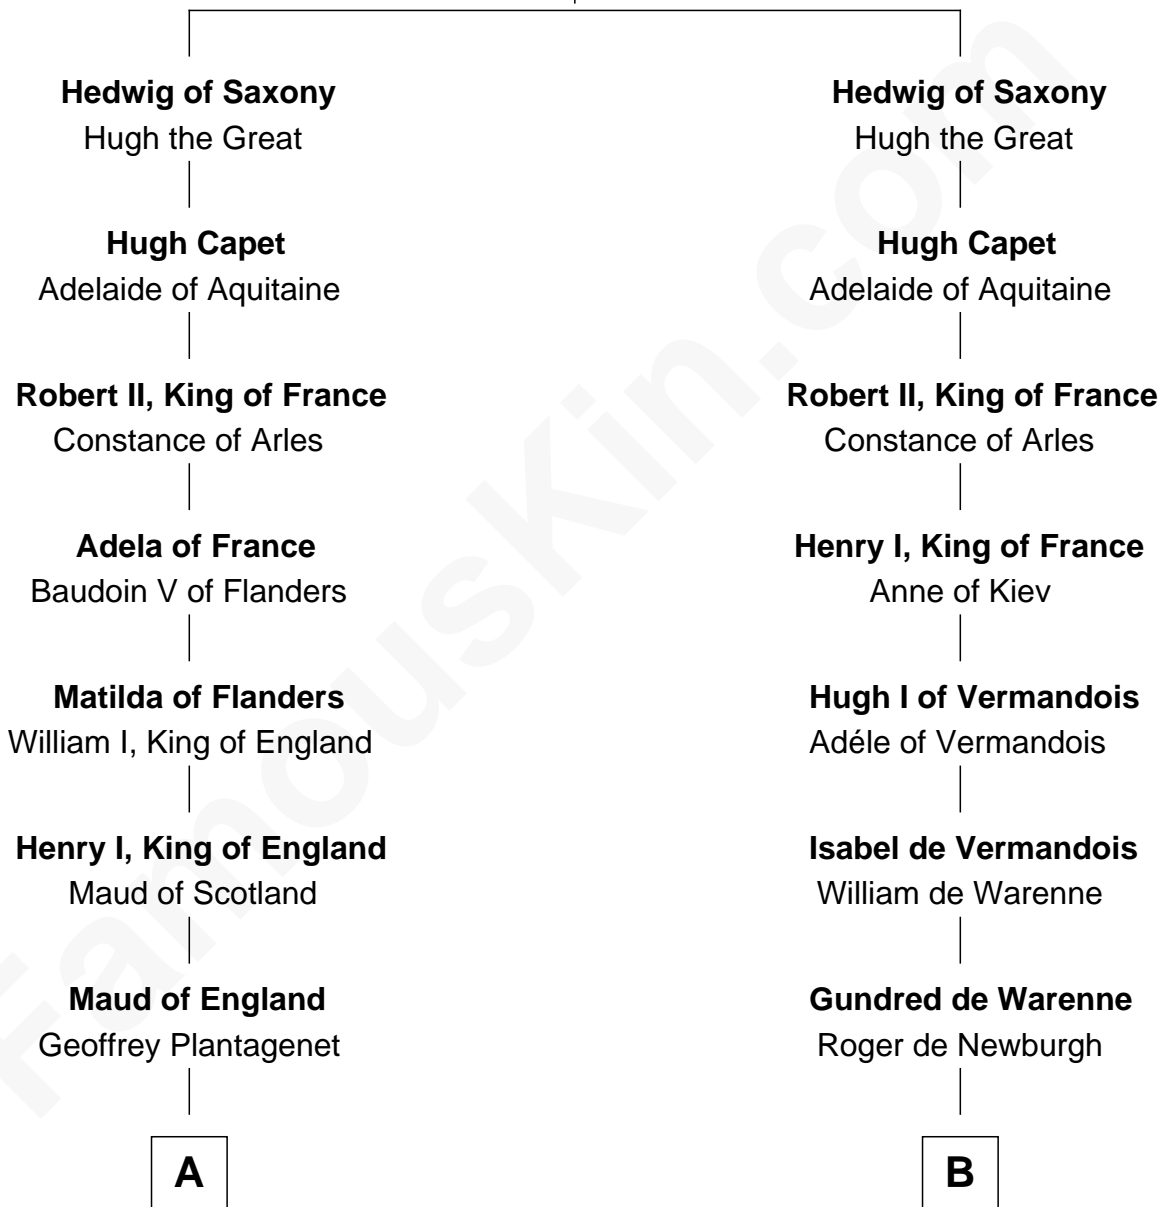 Hedwig of Saxony
Hugh the Great
Hugh Capet
Adelaide of Aquitaine
Robert II, King of France
Constance of Arles
Adela of France
Baudoin V of Flanders
Matilda of Flanders
William I, King of England
Henry I, King of England
Maud of Scotland
Maud of England
Geoffrey Plantagenet
A
Hedwig of Saxony
Hugh the Great
Hugh Capet
Adelaide of Aquitaine
Robert II, King of France
Constance of Arles
Henry I, King of France
Anne of Kiev
Hugh I of Vermandois
Adéle of Vermandois
Isabel de Vermandois
William de Warenne
Gundred de Warenne
Roger de Newburgh
B
FamousKin.com